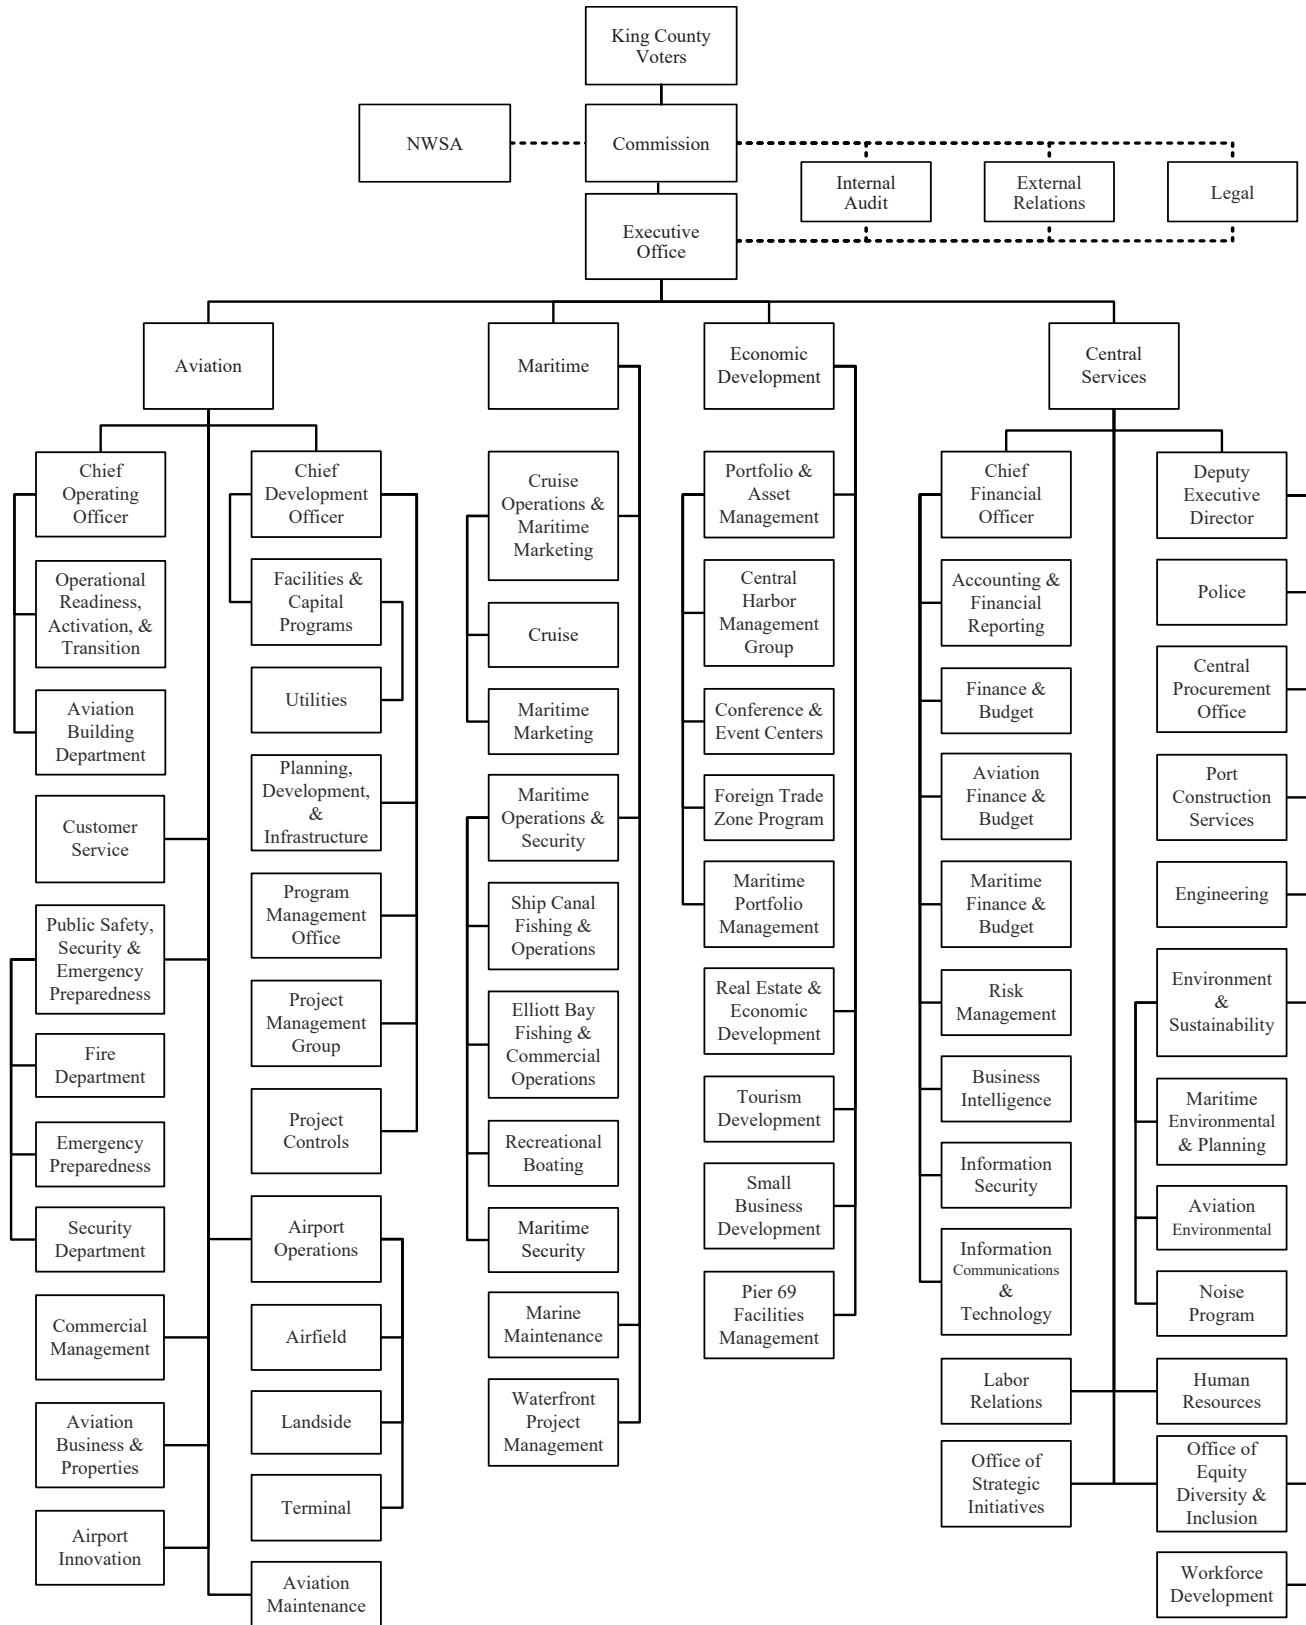 King County
Voters
NWSA
Commission
Internal
Audit
External
Relations
Legal
Executive
Office
Aviation
Maritime
Economic
Development
Central
Services
Chief
Operating
Officer
Operational
Readiness,
Activation, &
Transition
Aviation
Building
Department
Customer
Service
Public Safety,
Security &
Emergency
Preparedness
Fire
Department
Emergency
Preparedness
Security
Department
Commercial
Management
Aviation
Business &
Properties
Airport
Innovation
Chief
Development
Officer
Facilities &
Capital
Programs
Utilities
Planning,
Development,
&
Infrastructure
Program
Management
Office
Project
Management
Group
Project
Controls
Airport
Operations
Airfield
Landside
Terminal
Aviation
Maintenance
Cruise
Operations &
Maritime
Marketing
Cruise
Maritime
Marketing
Maritime
Operations &
Security
Ship Canal
Fishing &
Operations
Elliott Bay
Fishing &
Commercial
Operations
Recreational
Boating
Maritime
Security
Marine
Maintenance
Waterfront
Project
Management
Portfolio &
Asset
Management
Central
Harbor
Management
Group
Conference &
Event Centers
Foreign Trade
Zone Program
Maritime
Portfolio
Management
Real Estate &
Economic
Development
Tourism
Development
Small
Business
Development
Pier 69
Facilities
Management
Chief
Financial
Officer
Accounting &
Financial
Reporting
Finance &
Budget
Aviation
Finance &
Budget
Maritime
Finance &
Budget
Risk
Management
Business
Intelligence
Information
Security
Information
Communications
&
Technology
Labor
Relations
Office of
Strategic
Initiatives
Deputy
Executive
Director
Police
Central
Procurement
Office
Port
Construction
Services
Engineering
Environment
&
Sustainability
Maritime
Environmental
& Planning
Aviation
Environmental
Noise
Program
Human
Resources
Office of
Equity
Diversity &
Inclusion
Workforce
Development